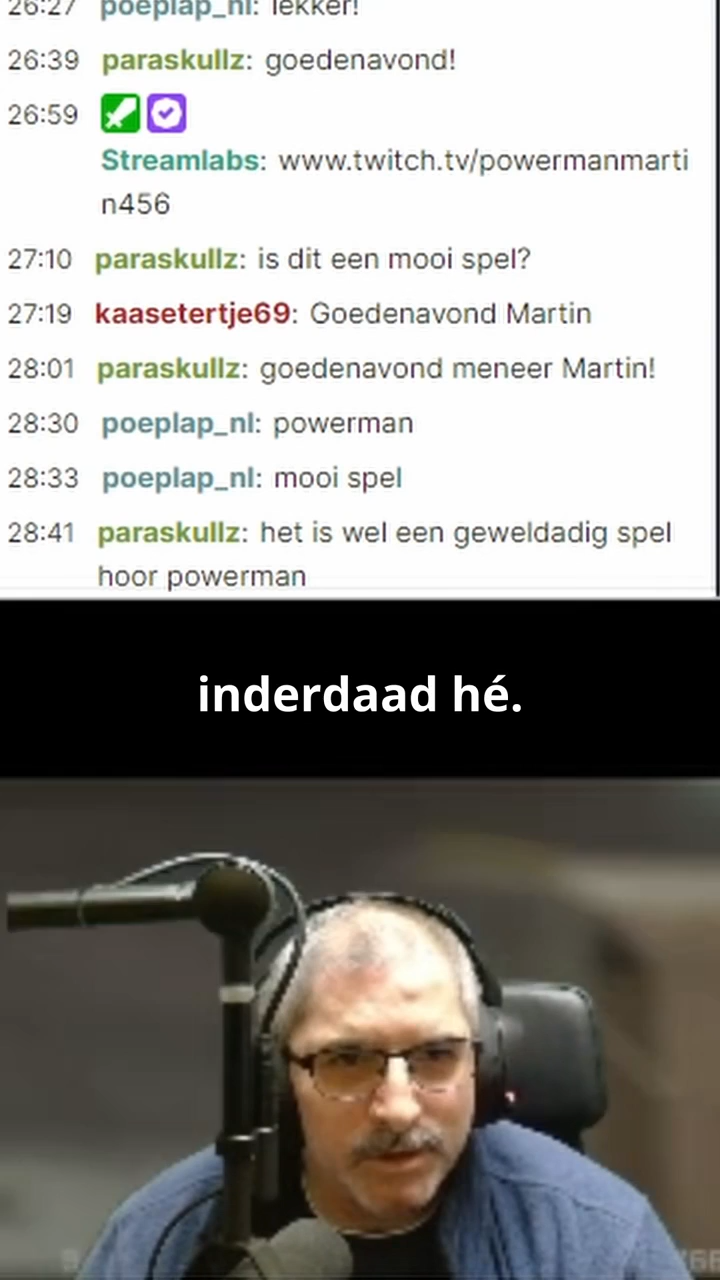 26:27 poeplap_nl: lekker!
26:39 paraskullz: goedenavond!
26:59
Streamlabs: www.twitch.tv/powermanmarti
n456
27:10 paraskullz: is dit een mooi spel?
27:19 kaasetertje69: Goedenavond Martin
28:01 paraskullz: goedenavond meneer Martin!
28:30 poeplap_nl: powerman
28:33 poeplap_nl: mooi spel
28:41 paraskullz: het is wel een geweldadig spel
hoor powerman
inderdaad hé.